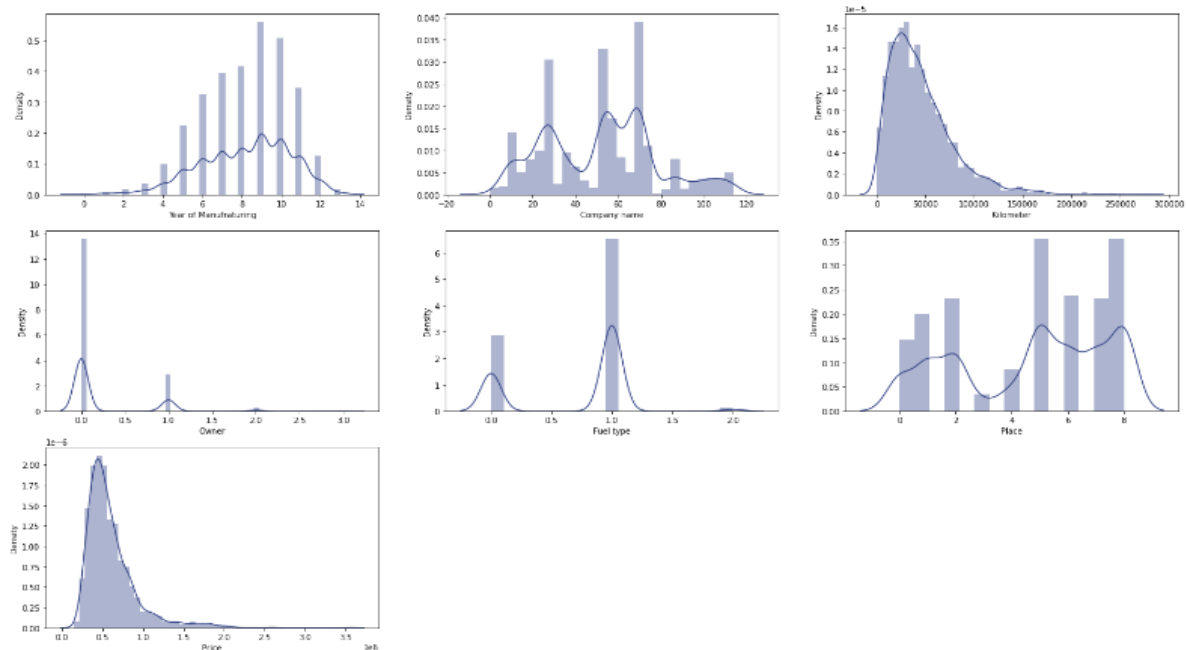 0.5
0.4
0.3
0.2
0.1
0.0
Density
0 2 4 6 8 10 12 14
Year of Manufnaturing
0.040
0.035
0.030
0.025
0.020
0.015
0.010
0.005
0.000
Density
−20 0 20 40 60 80 100 120
Company name
1e−5
1.6
1.4
1.2
1.0
0.8
0.6
0.4
0.2
0.0
Density
0 50000 100000 150000 200000 250000 300000
Kilometer
14
12
10
8
6
4
2
0
Density
0.0 0.5 1.0 1.5 2.0 2.5 3.0
Owner
6
5
4
3
2
1
0
Density
0.0 0.5 1.0 1.5 2.0
Fuel type
0.35
0.30
0.25
0.20
0.15
0.10
0.05
0.00
Density
0 2 4 6 8
Place
1e−6
2.00
1.75
1.50
1.25
1.00
0.75
0.50
0.25
0.00
Density
0.0 0.5 1.0 1.5 2.0 2.5 3.0 3.5
Price
1e6